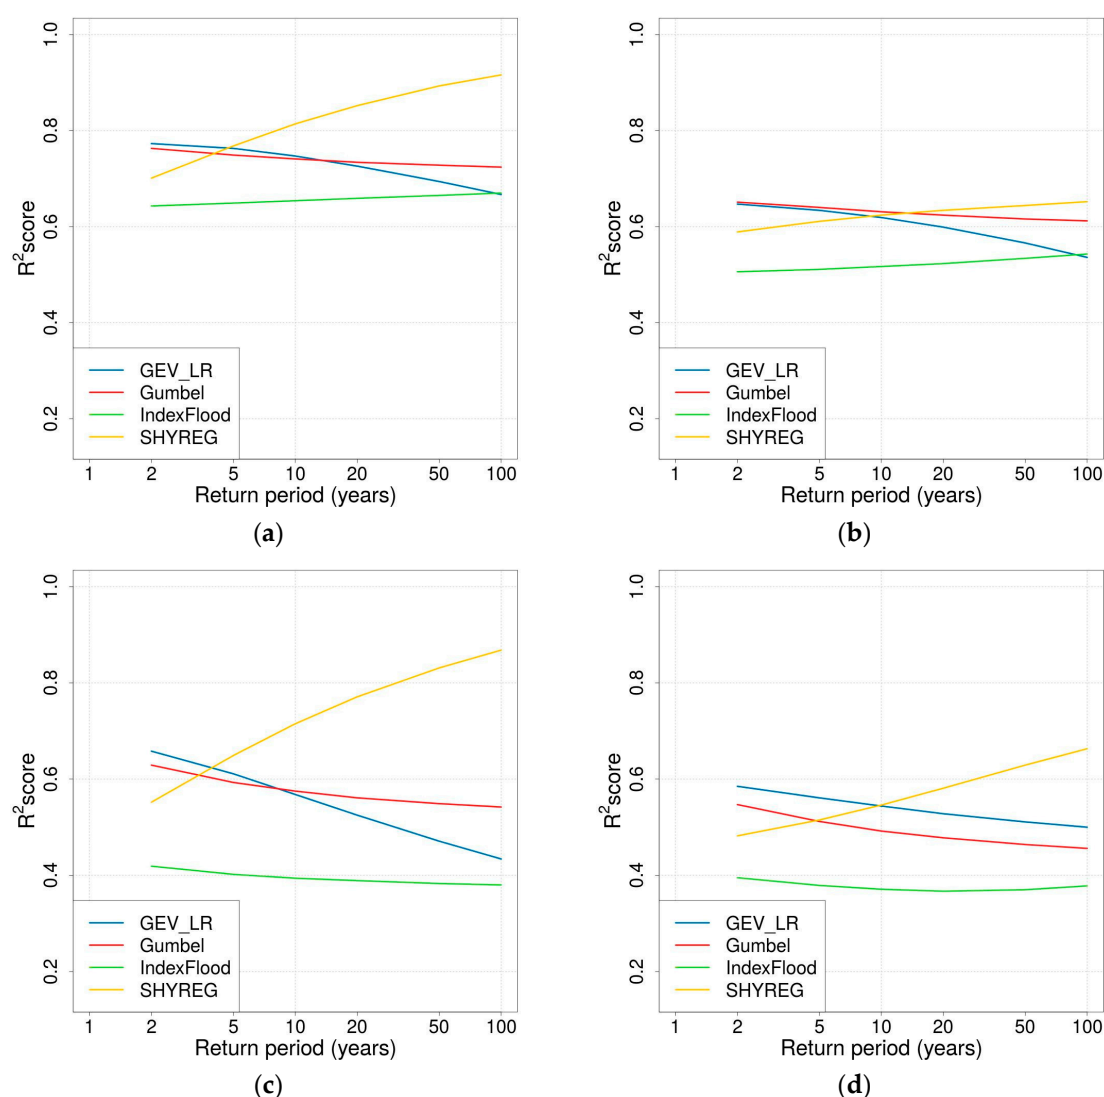 1.0
0.8
0.6
0.4
0.2
R²score
GEV_LR
Gumbel
IndexFlood
SHYREG
1 2 5 10 20 50 100
Return period (years)
(a)
1.0
0.8
0.6
0.4
0.2
R²score
GEV_LR
Gumbel
IndexFlood
SHYREG
1 2 5 10 20 50 100
Return period (years)
(b)
1.0
0.8
0.6
0.4
0.2
R²score
GEV_LR
Gumbel
IndexFlood
SHYREG
1 2 5 10 20 50 100
Return period (years)
(c)
1.0
0.8
0.6
0.4
0.2
R²score
GEV_LR
Gumbel
IndexFlood
SHYREG
1 2 5 10 20 50 100
Return period (years)
(d)